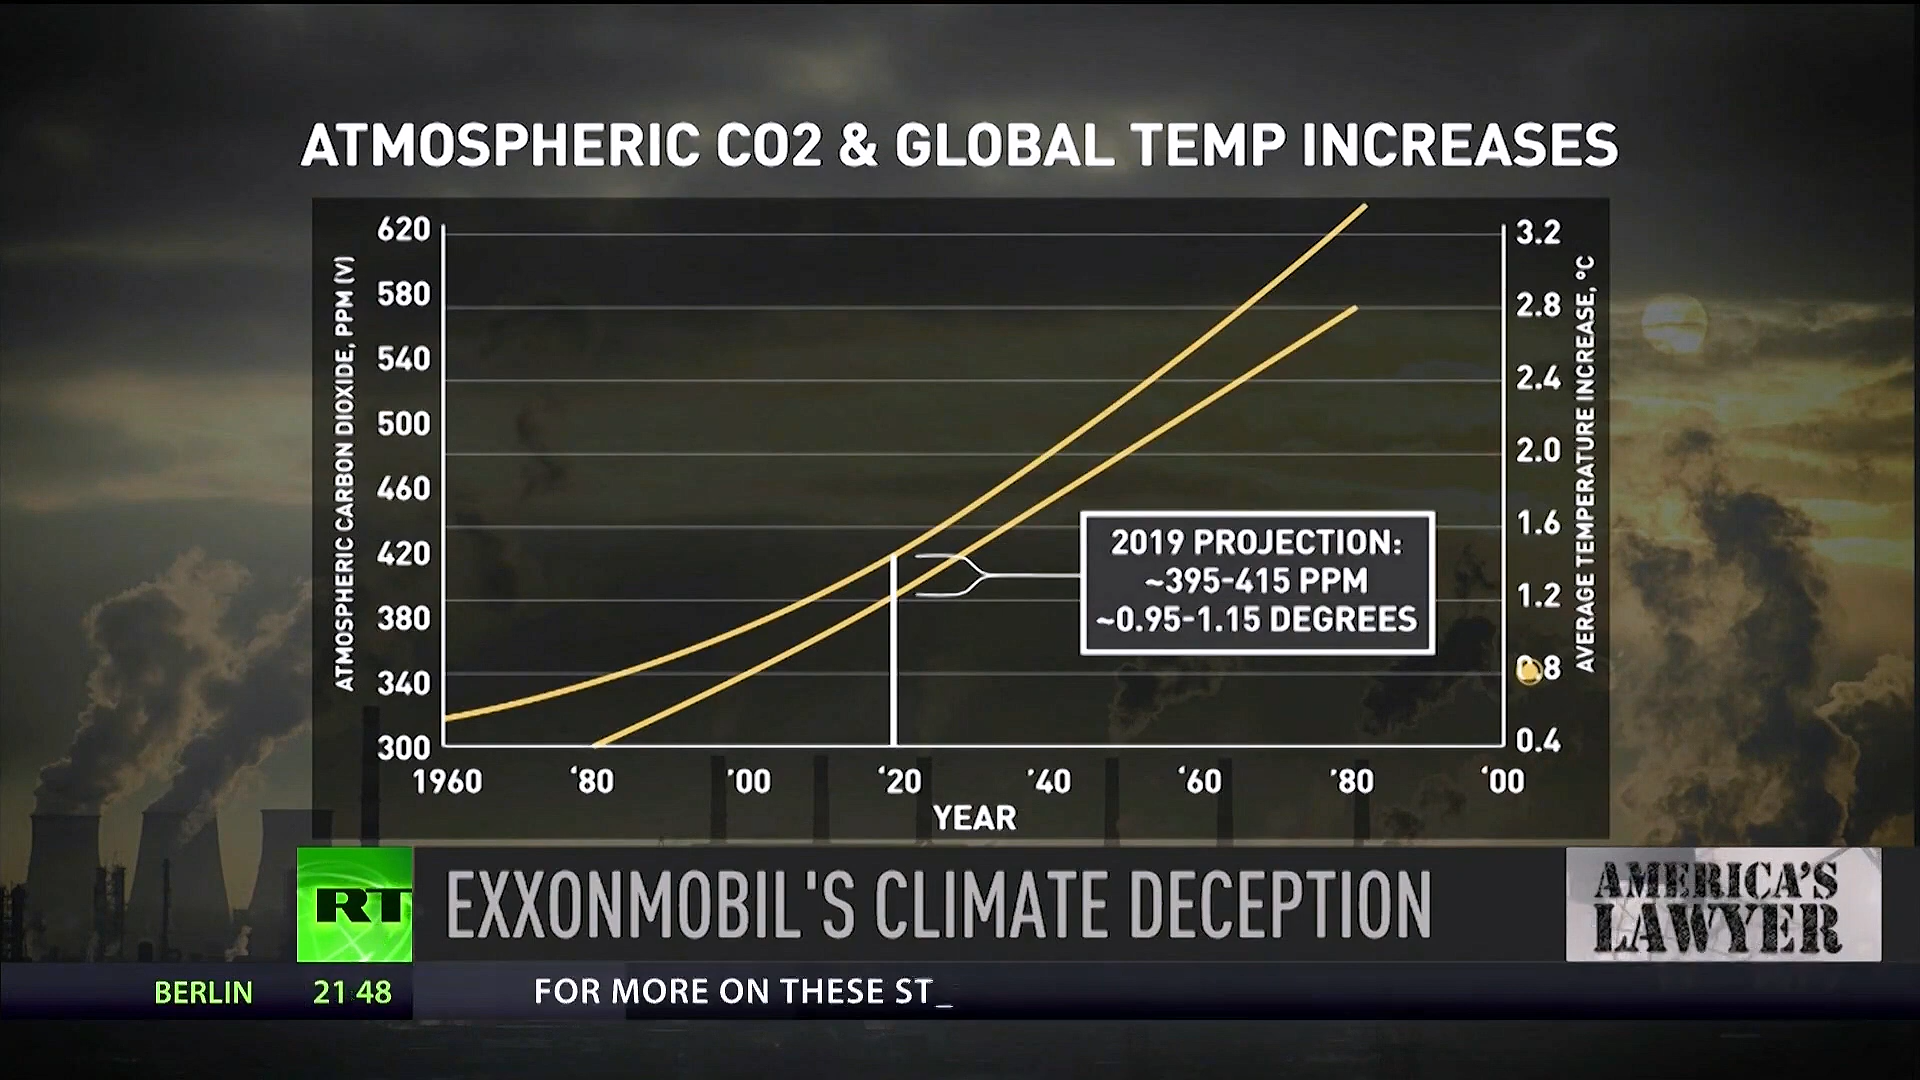 ATMOSPHERIC CO2 & GLOBAL TEMP INCREASES
ATMOSPHERIC CARBON DIOXIDE, PPM (V)
620
580
540
500
460
420
380
340
300
3.2
2.8
2.4
2.0
1.6
1.2
0.8
0.4
AVERAGE TEMPERATURE INCREASE, °C
2019 PROJECTION:
~395-415 PPM
~0.95-1.15 DEGREES
1960 ‘80 ’00 ‘20 ’40 ‘60 ’80 ‘00
YEAR
RT
EXXONMOBIL'S CLIMATE DECEPTION
AMERICA'S
LAWYER
BERLIN 21:48 FOR MORE ON THESE ST_